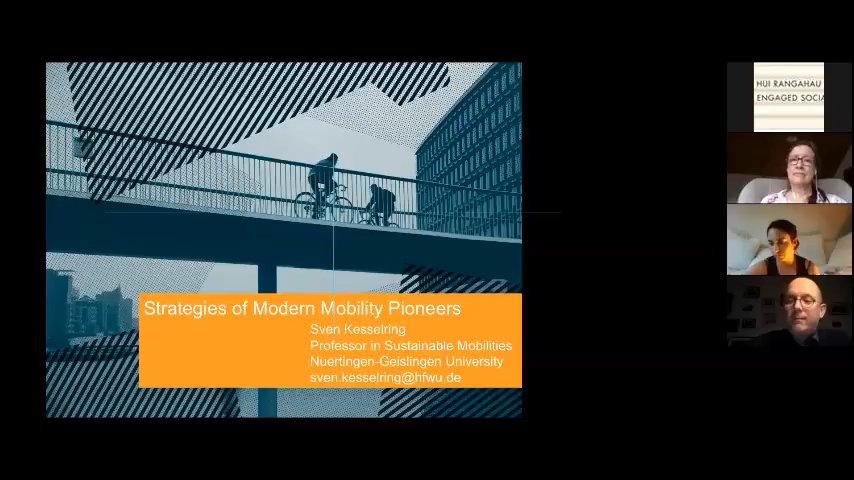 Strategies of Modern Mobility Pioneers
Sven Kesselring
Professor in Sustainable Mobilities
Nuertingen-Geislingen University
sven.kesselring@hfwu.de
HUI RANGAHAU
ENGAGED SOCIA